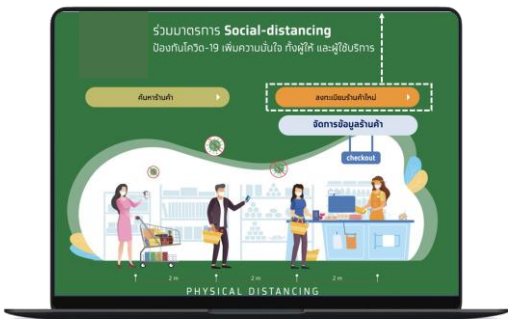 ร่วมมาตรการ Social-distancing
ป้องกันโควิด-19 เพิ่มความมั่นใจ ทั้งผู้ให้ และผู้ใช้บริการ
ค้นหาร้านค้า
ลงทะเบียนร้านค้าใหม่
จัดการข้อมูลร้านค้า
checkout
2 m 2 m 2 m
PHYSICAL DISTANCING